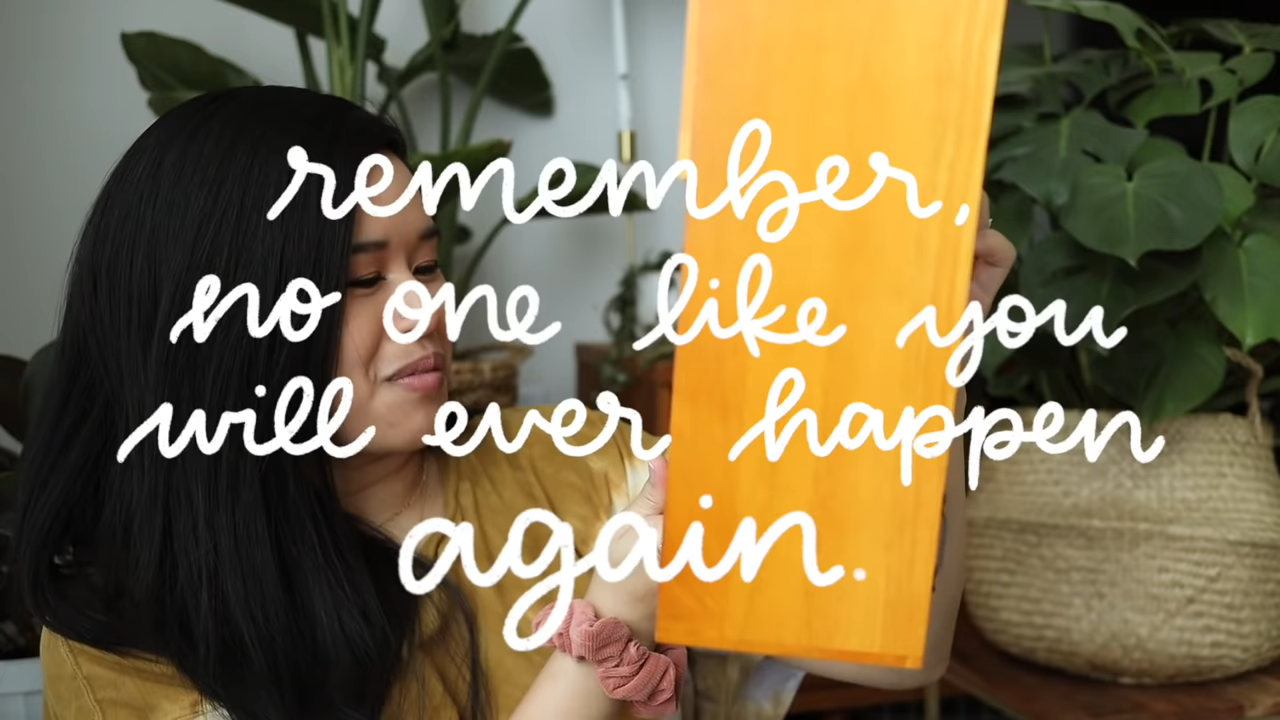 remember,
no one like you
will ever happen
again.